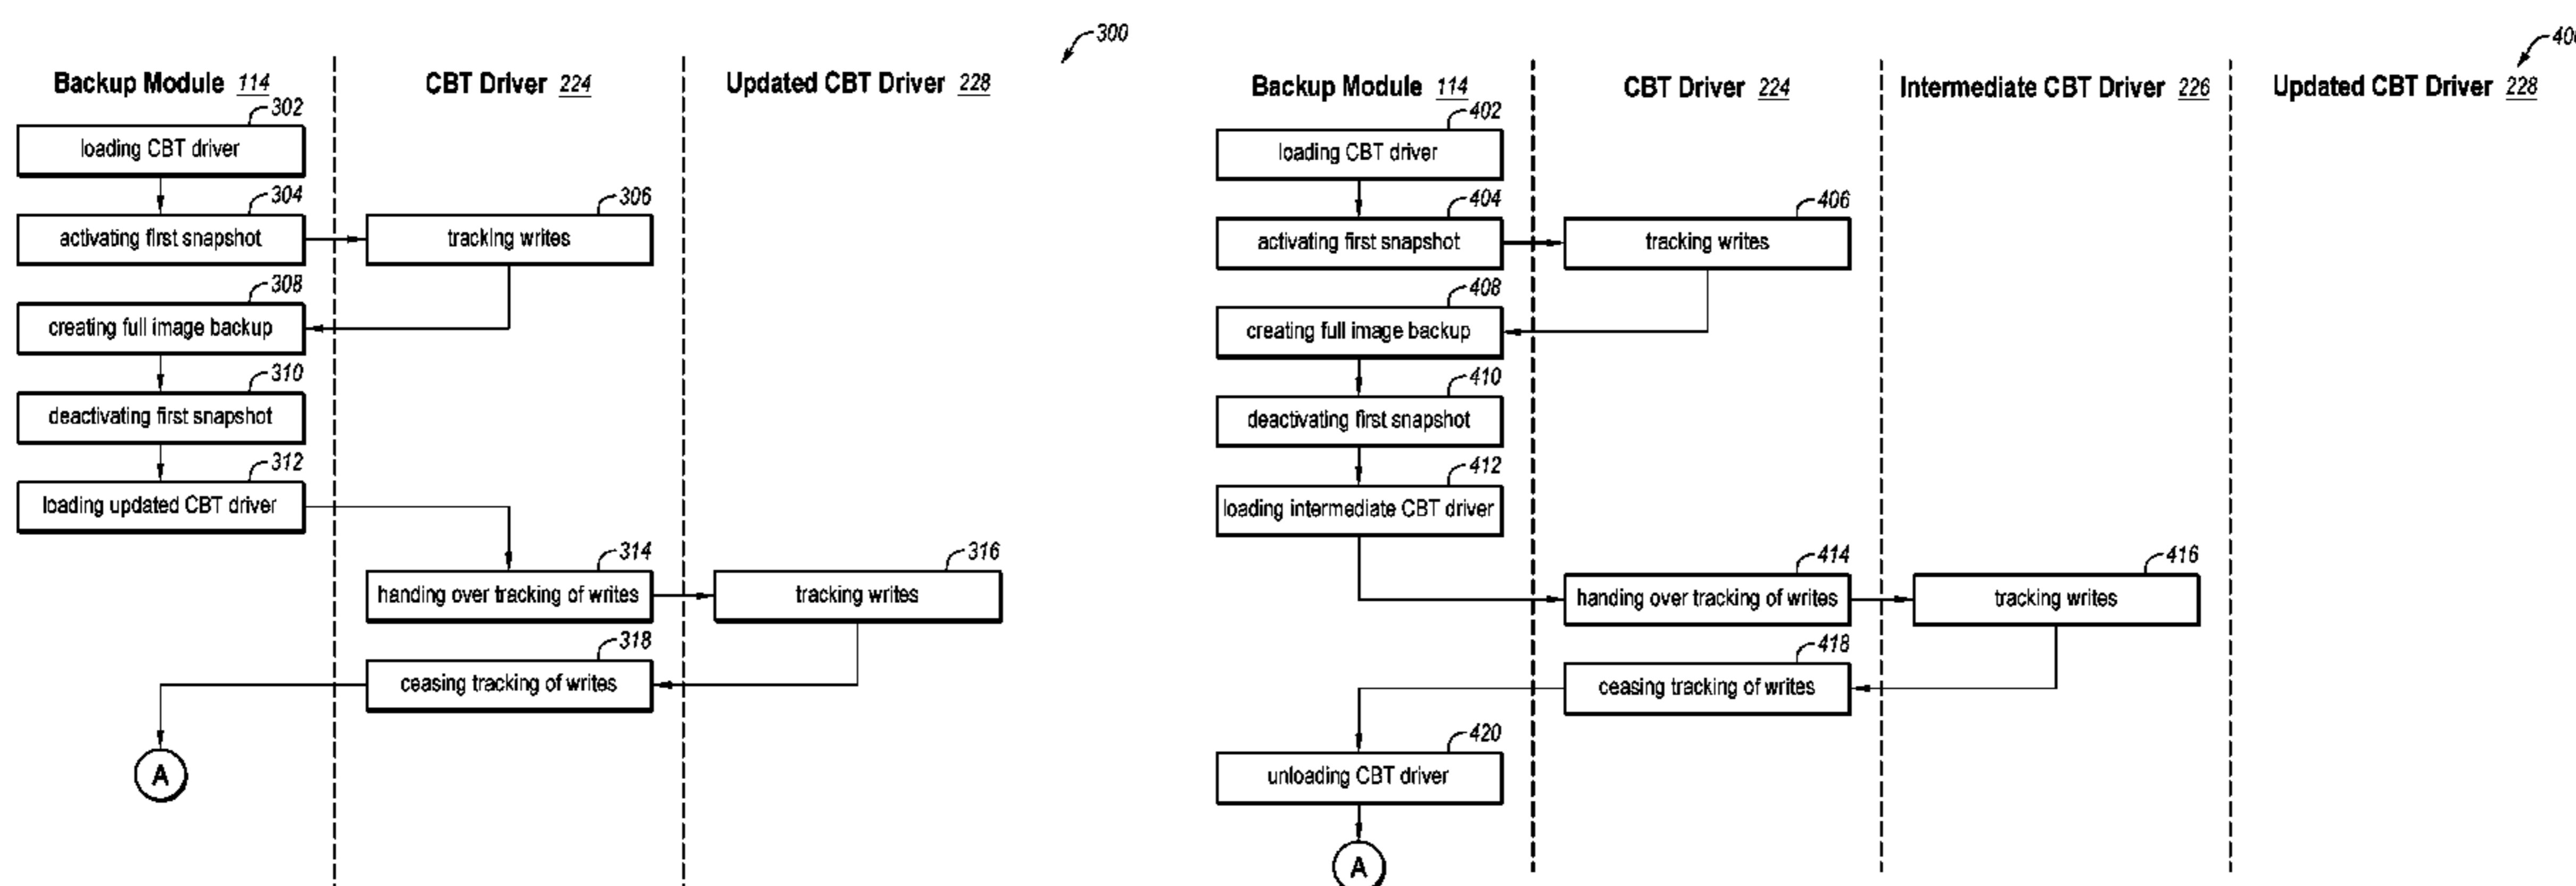 300
Backup Module 114
CBT Driver 224
Updated CBT Driver 228
302
loading CBT driver
304
activating first snapshot
306
tracking writes
308
creating full image backup
310
deactivating first snapshot
312
loading updated CBT driver
314
handing over tracking of writes
316
tracking writes
318
ceasing tracking of writes
A
Backup Module 114
CBT Driver 224
Intermediate CBT Driver 226
Updated CBT Driver 228
402
loading CBT driver
404
activating first snapshot
406
tracking writes
408
creating full image backup
410
deactivating first snapshot
412
loading intermediate CBT driver
414
handing over tracking of writes
416
tracking writes
418
ceasing tracking of writes
420
unloading CBT driver
A